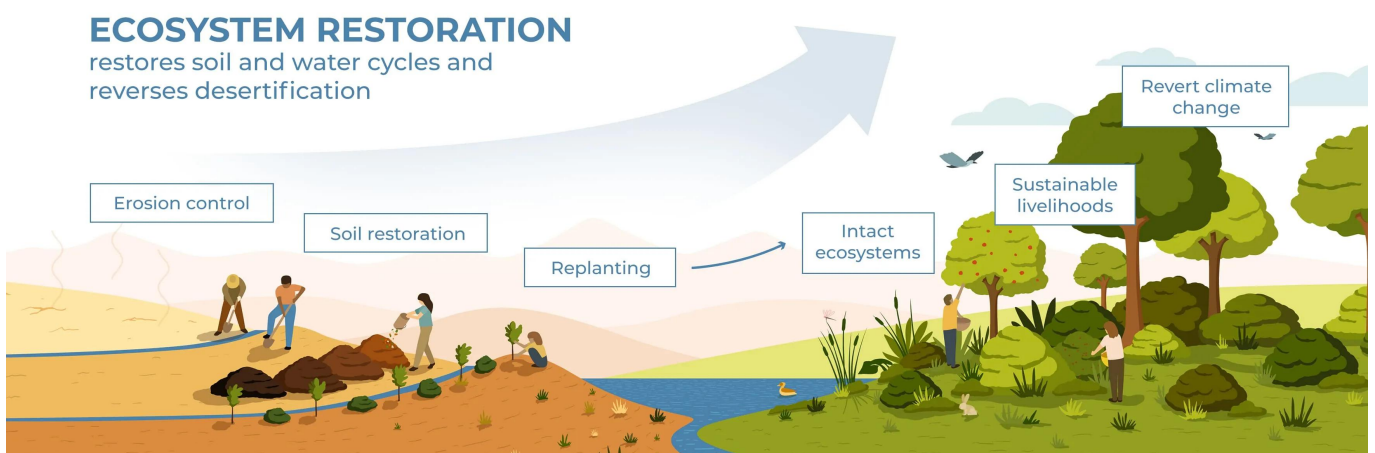 ECOSYSTEM RESTORATION
restores soil and water cycles and
reverses desertification
Erosion control
Soil restoration
Replanting
Intact
ecosystems
Sustainable
livelihoods
Revert climate
change